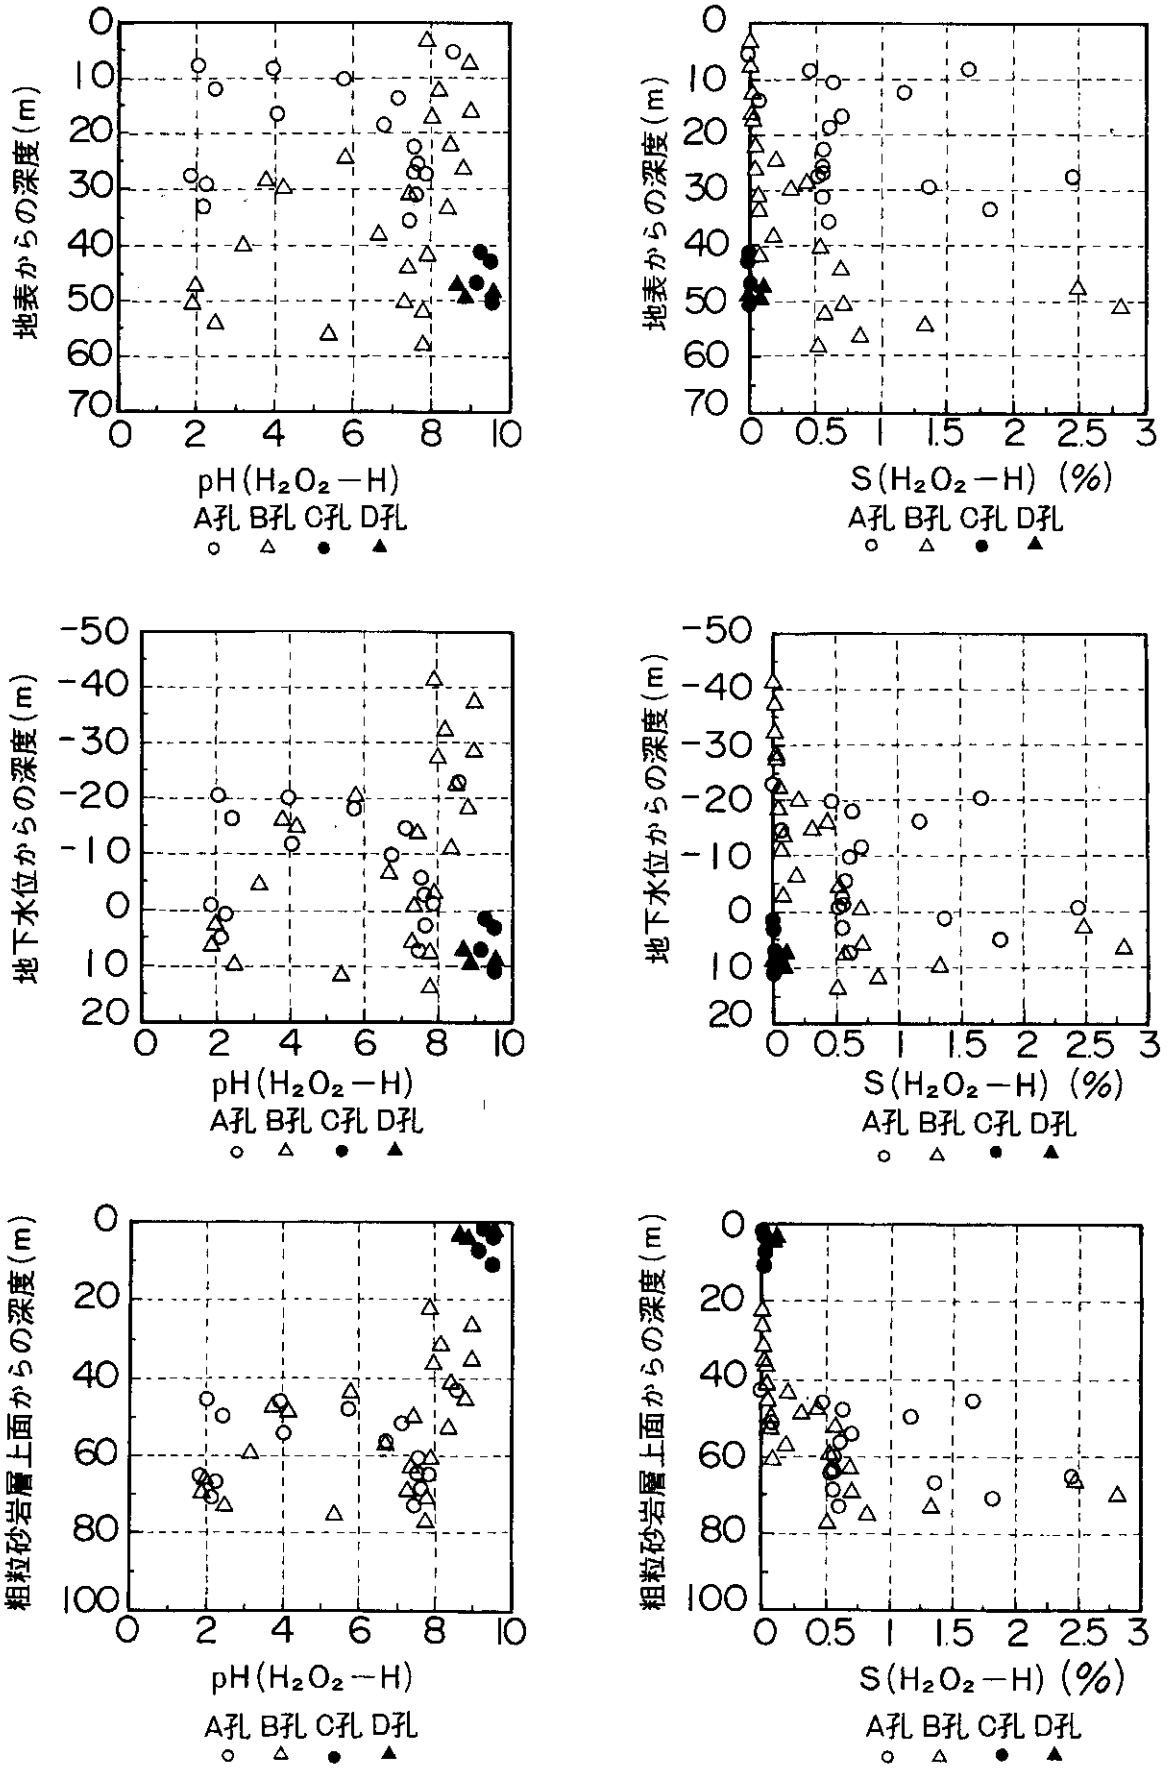 地表からの深度(m)
0
10
20
30
40
50
60
70
0 2 4 6 8 10
pH(H₂O₂−H)
A孔 B孔 C孔 D孔
地表からの深度(m)
0
10
20
30
40
50
60
70
0 0.5 1 1.5 2 2.5 3
S(H₂O₂−H) (%)
A孔 B孔 C孔 D孔
地下水位からの深度(m)
-50
-40
-30
-20
-10
0
10
20
0 2 4 6 8 10
pH(H₂O₂−H)
A孔 B孔 C孔 D孔
地下水位からの深度(m)
-50
-40
-30
-20
-10
0
10
20
0 0.5 1 1.5 2 2.5 3
S(H₂O₂−H) (%)
A孔 B孔 C孔 D孔
粗粒砂岩層上面からの深度(m)
0
20
40
60
80
100
0 2 4 6 8 10
pH(H₂O₂−H)
A孔 B孔 C孔 D孔
粗粒砂岩層上面からの深度(m)
0
20
40
60
80
100
0 0.5 1 1.5 2 2.5 3
S(H₂O₂−H) (%)
A孔 B孔 C孔 D孔